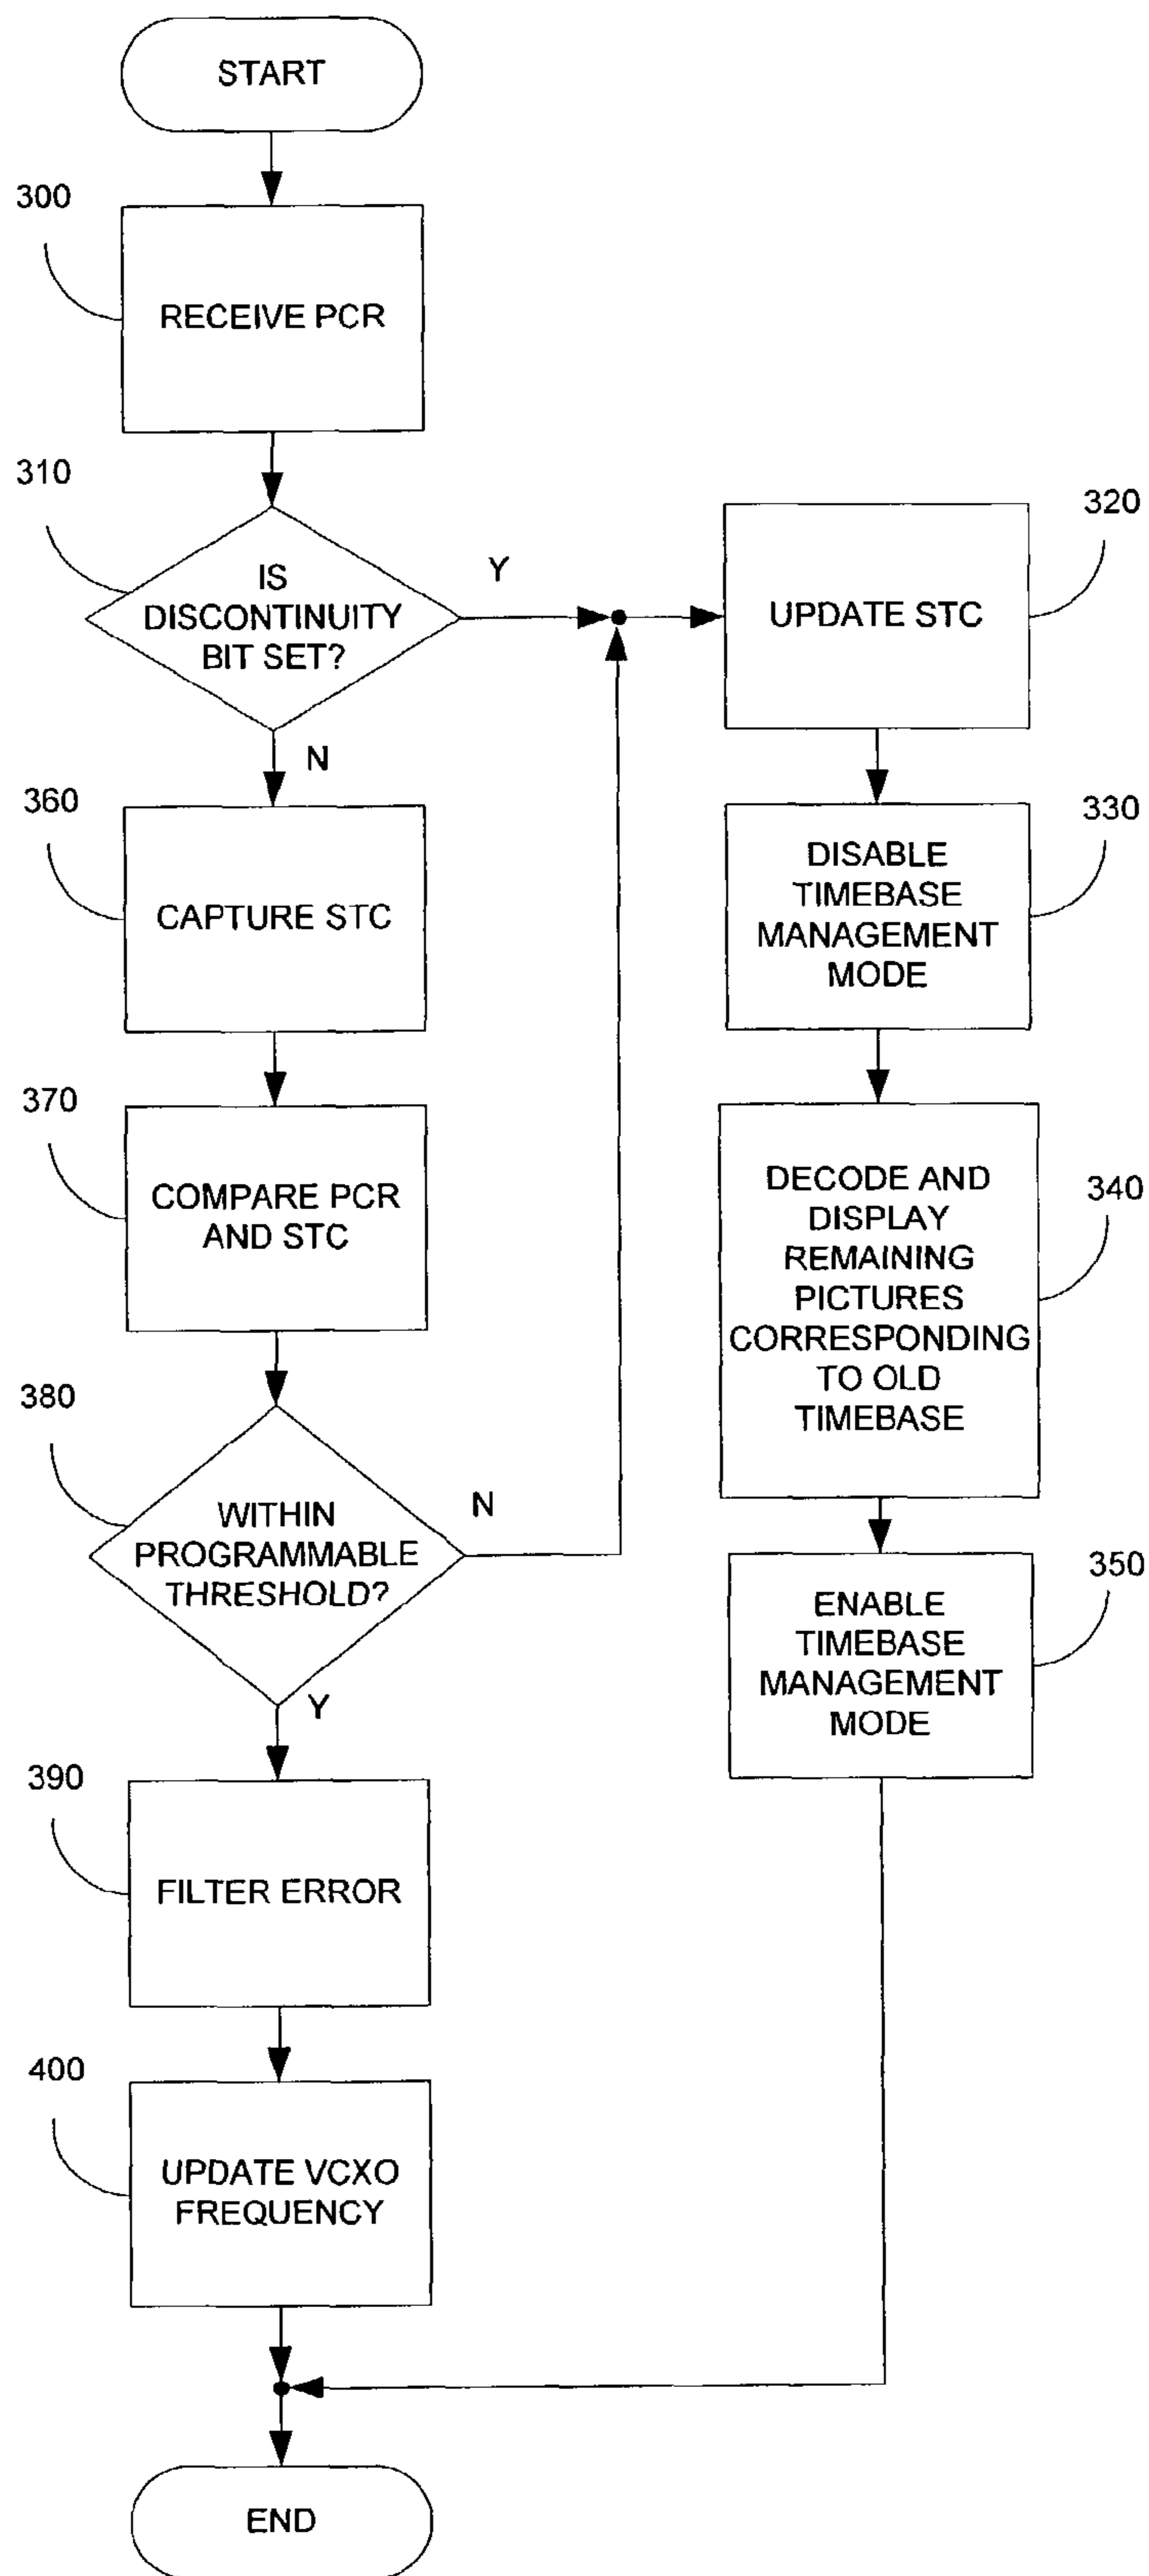 START
300
RECEIVE PCR
310
IS
DISCONTINUITY
BIT SET?
Y
N
320
UPDATE STC
330
DISABLE
TIMEBASE
MANAGEMENT
MODE
340
DECODE AND
DISPLAY
REMAINING
PICTURES
CORRESPONDING
TO OLD
TIMEBASE
350
ENABLE
TIMEBASE
MANAGEMENT
MODE
360
CAPTURE STC
370
COMPARE PCR
AND STC
380
WITHIN
PROGRAMMABLE
THRESHOLD?
N
Y
390
FILTER ERROR
400
UPDATE VCXO
FREQUENCY
END